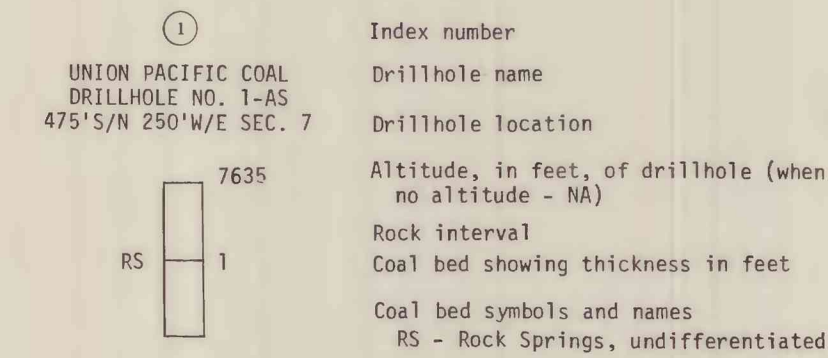 1
Index number
UNION PACIFIC COAL
DRILLHOLE NO. 1-AS
475'S/N 250'W/E SEC. 7
Drillhole name
Drillhole location
7635
Altitude, in feet, of drillhole (when
no altitude - NA)
Rock interval
RS
1
Coal bed showing thickness in feet
Coal bed symbols and names
RS - Rock Springs, undifferentiated